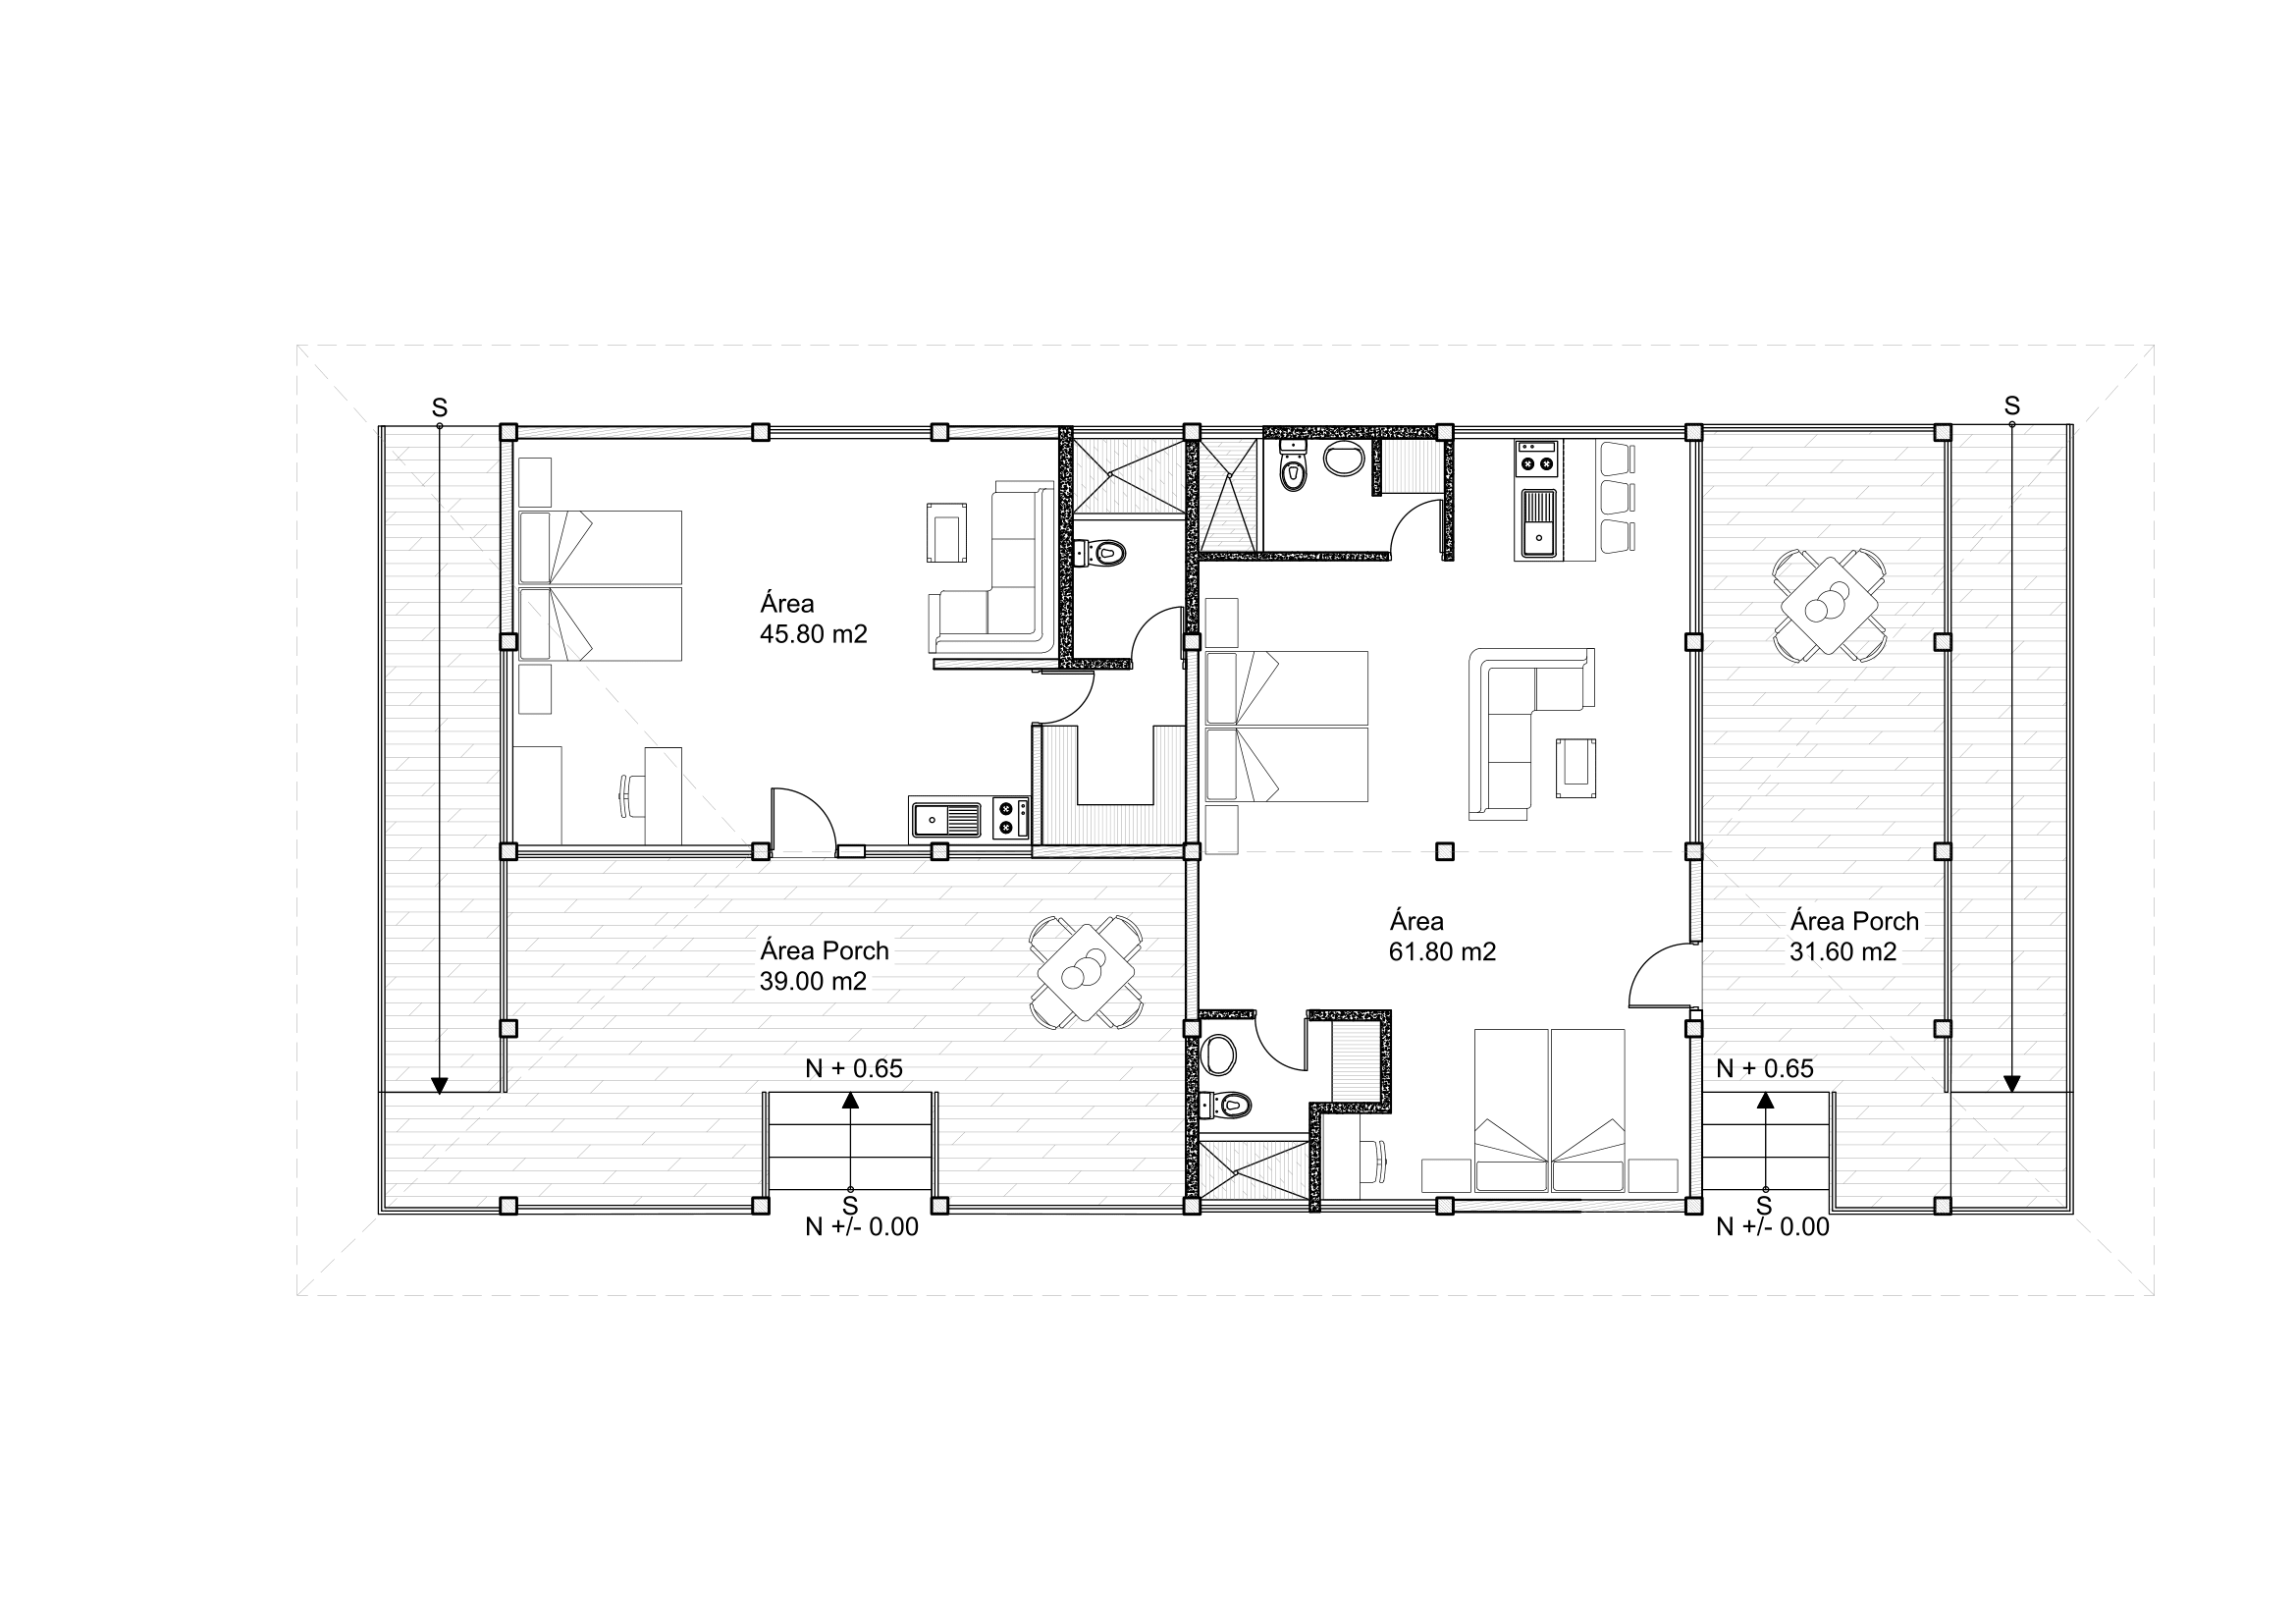 S
S
Área
45.80 m2
Área
61.80 m2
Área Porch
31.60 m2
Área Porch
39.00 m2
N + 0.65
N + 0.65
S
N +/- 0.00
S
N +/- 0.00